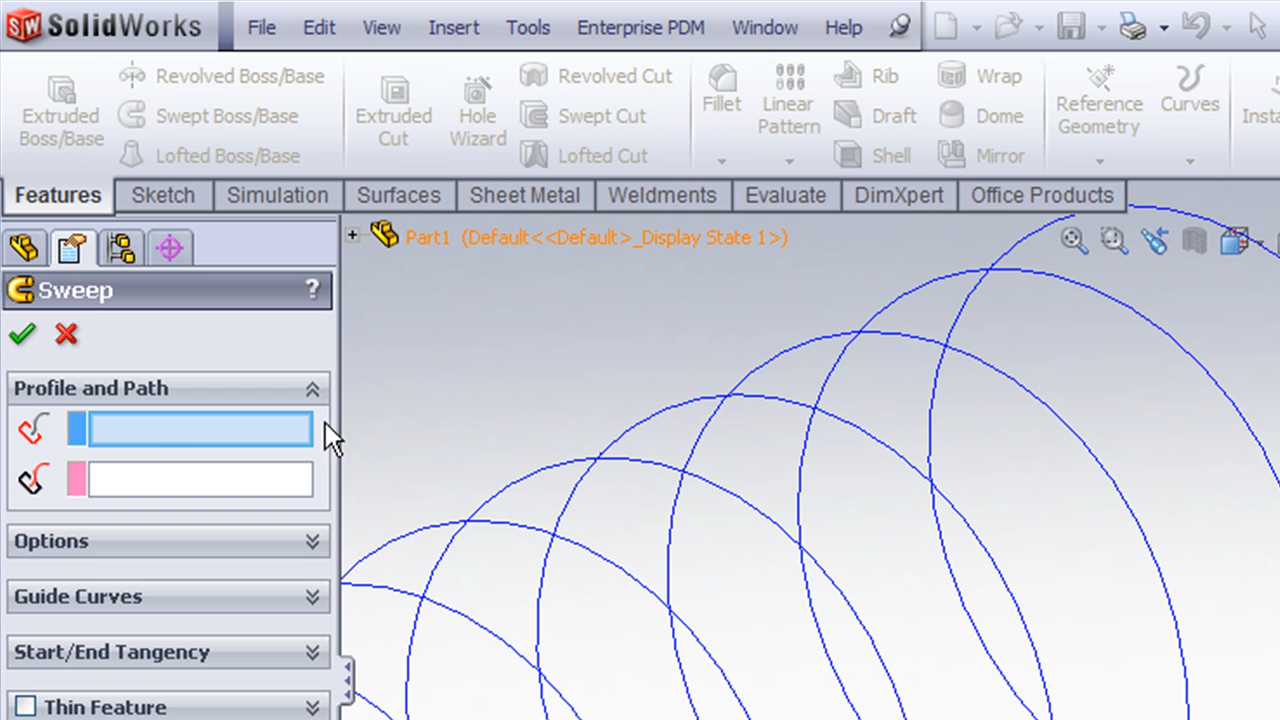 SolidWorks File Edit View Insert Tools Enterprise PDM Window Help
Extruded Boss/Base
Revolved Boss/Base
Swept Boss/Base
Lofted Boss/Base
Extruded Cut
Hole Wizard
Revolved Cut
Swept Cut
Lofted Cut
Fillet
Linear Pattern
Rib
Draft
Shell
Wrap
Dome
Mirror
Reference Geometry
Curves
Insta
Features Sketch Simulation Surfaces Sheet Metal Weldments Evaluate DimXpert Office Products
Part1 (Default<<Default>_Display State 1>)
Sweep ?
Profile and Path
Options
Guide Curves
Start/End Tangency
Thin Feature